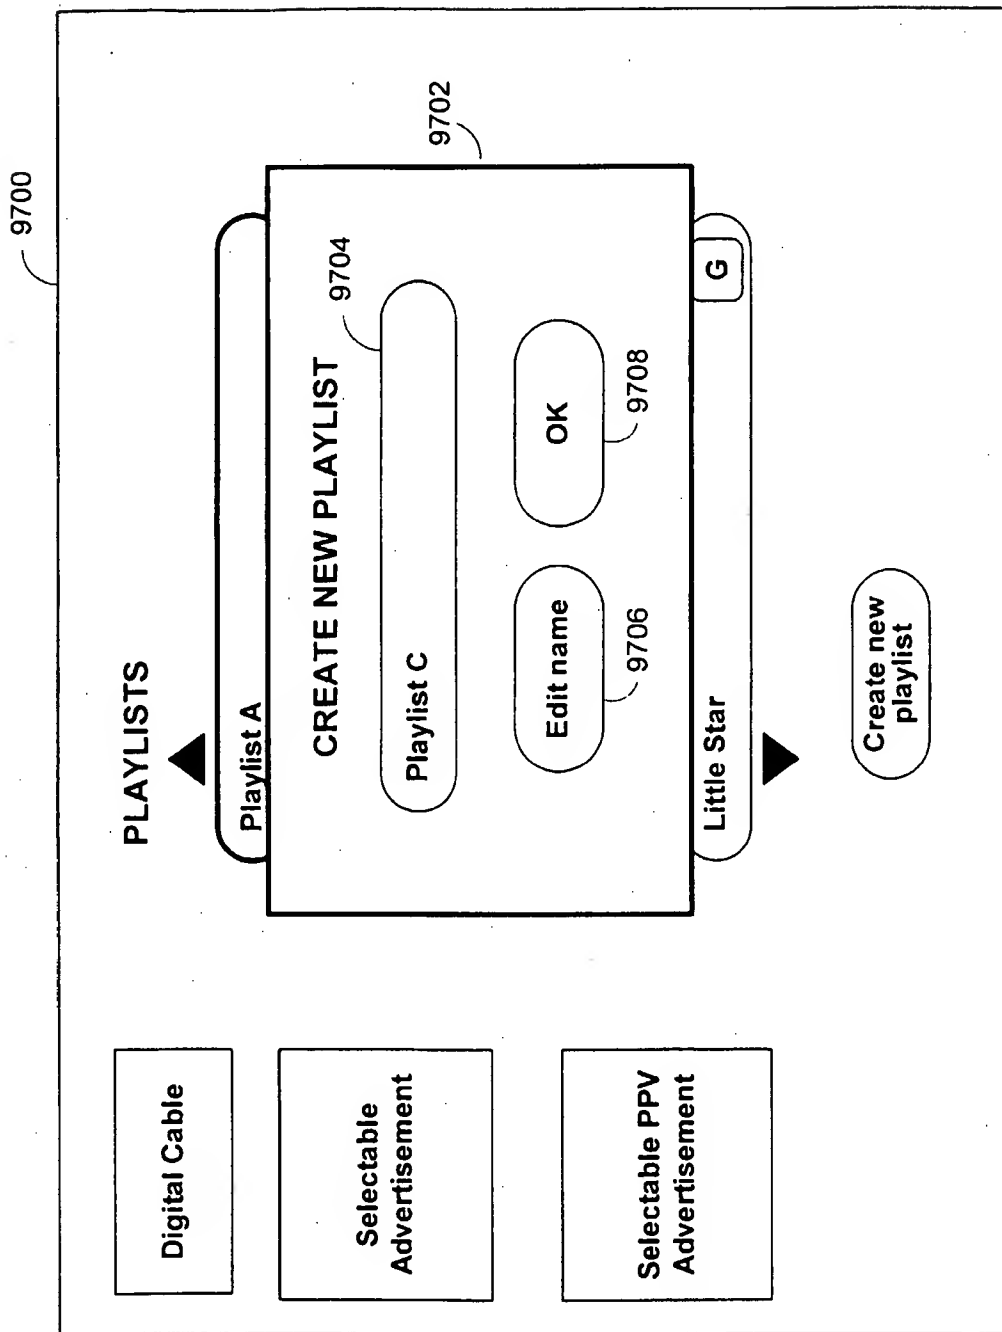 9700
Digital Cable
Selectable
Advertisement
Selectable PPV
Advertisement
PLAYLISTS
Playlist A
9702
CREATE NEW PLAYLIST
9704
Playlist C
Edit name
OK
9706
9708
Little Star
G
Create new
playlist